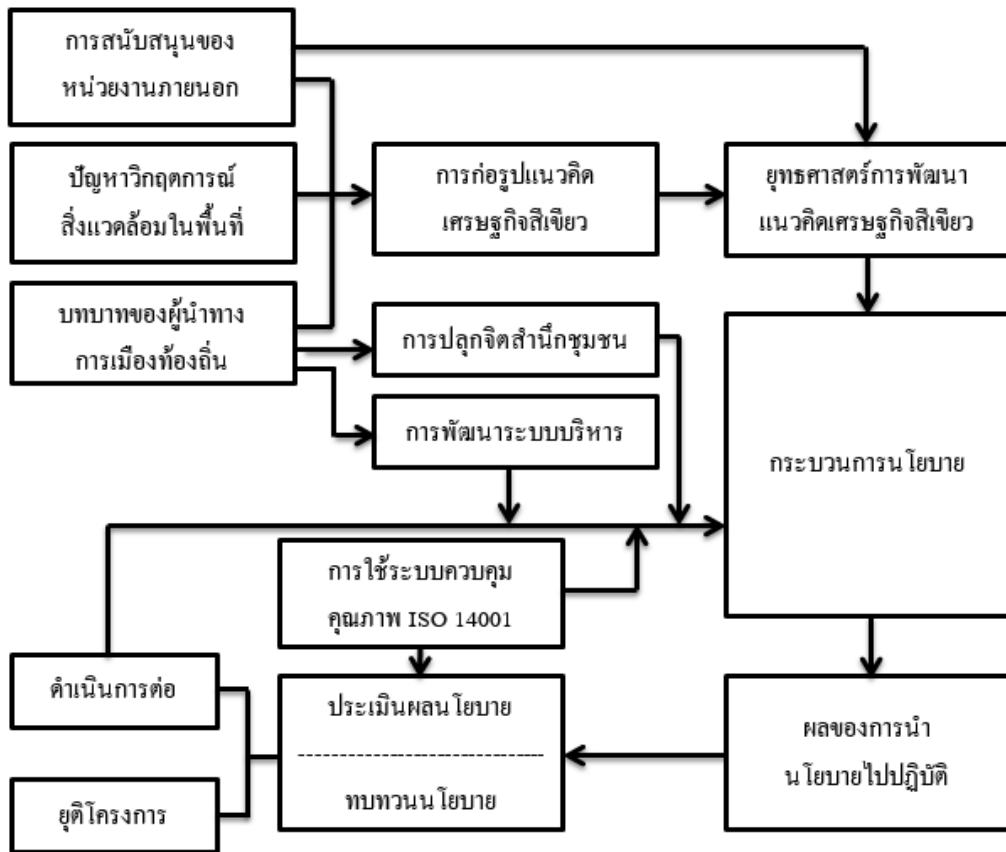 การสนับสนุนของ
หน่วยงานภายนอก
ปัญหาวิกฤตการณ์
สิ่งแวดล้อมในพื้นที่
การก่อรูปแนวคิด
เศรษฐกิจสีเขียว
ยุทธศาสตร์การพัฒนา
แนวคิดเศรษฐกิจสีเขียว
บทบาทของผู้นำทาง
การเมืองท้องถิ่น
การปลุกจิตสำนึกชุมชน
การพัฒนาระบบบริหาร
กระบวนการนโยบาย
การใช้ระบบควบคุม
คุณภาพ ISO 14001
ดำเนินการต่อ
ยุติโครงการ
ประเมินผลนโยบาย
ทบทวนนโยบาย
ผลของการนำ
นโยบายไปปฏิบัติ